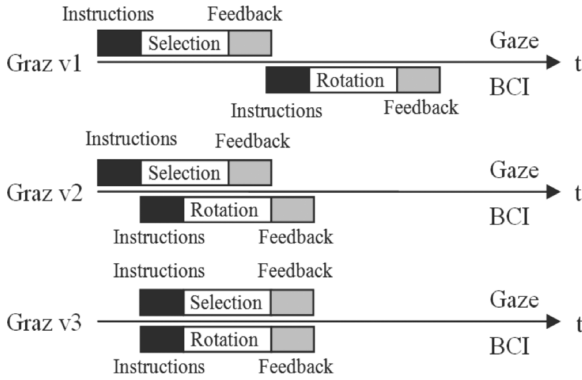 Instructions Feedback
Selection Gaze
Graz v1 t
Rotation BCI
Instructions Feedback
Instructions Feedback
Selection Gaze
Graz v2 t
Rotation BCI
Instructions Feedback
Instructions Feedback
Selection Gaze
Graz v3 t
Rotation BCI
Instructions Feedback